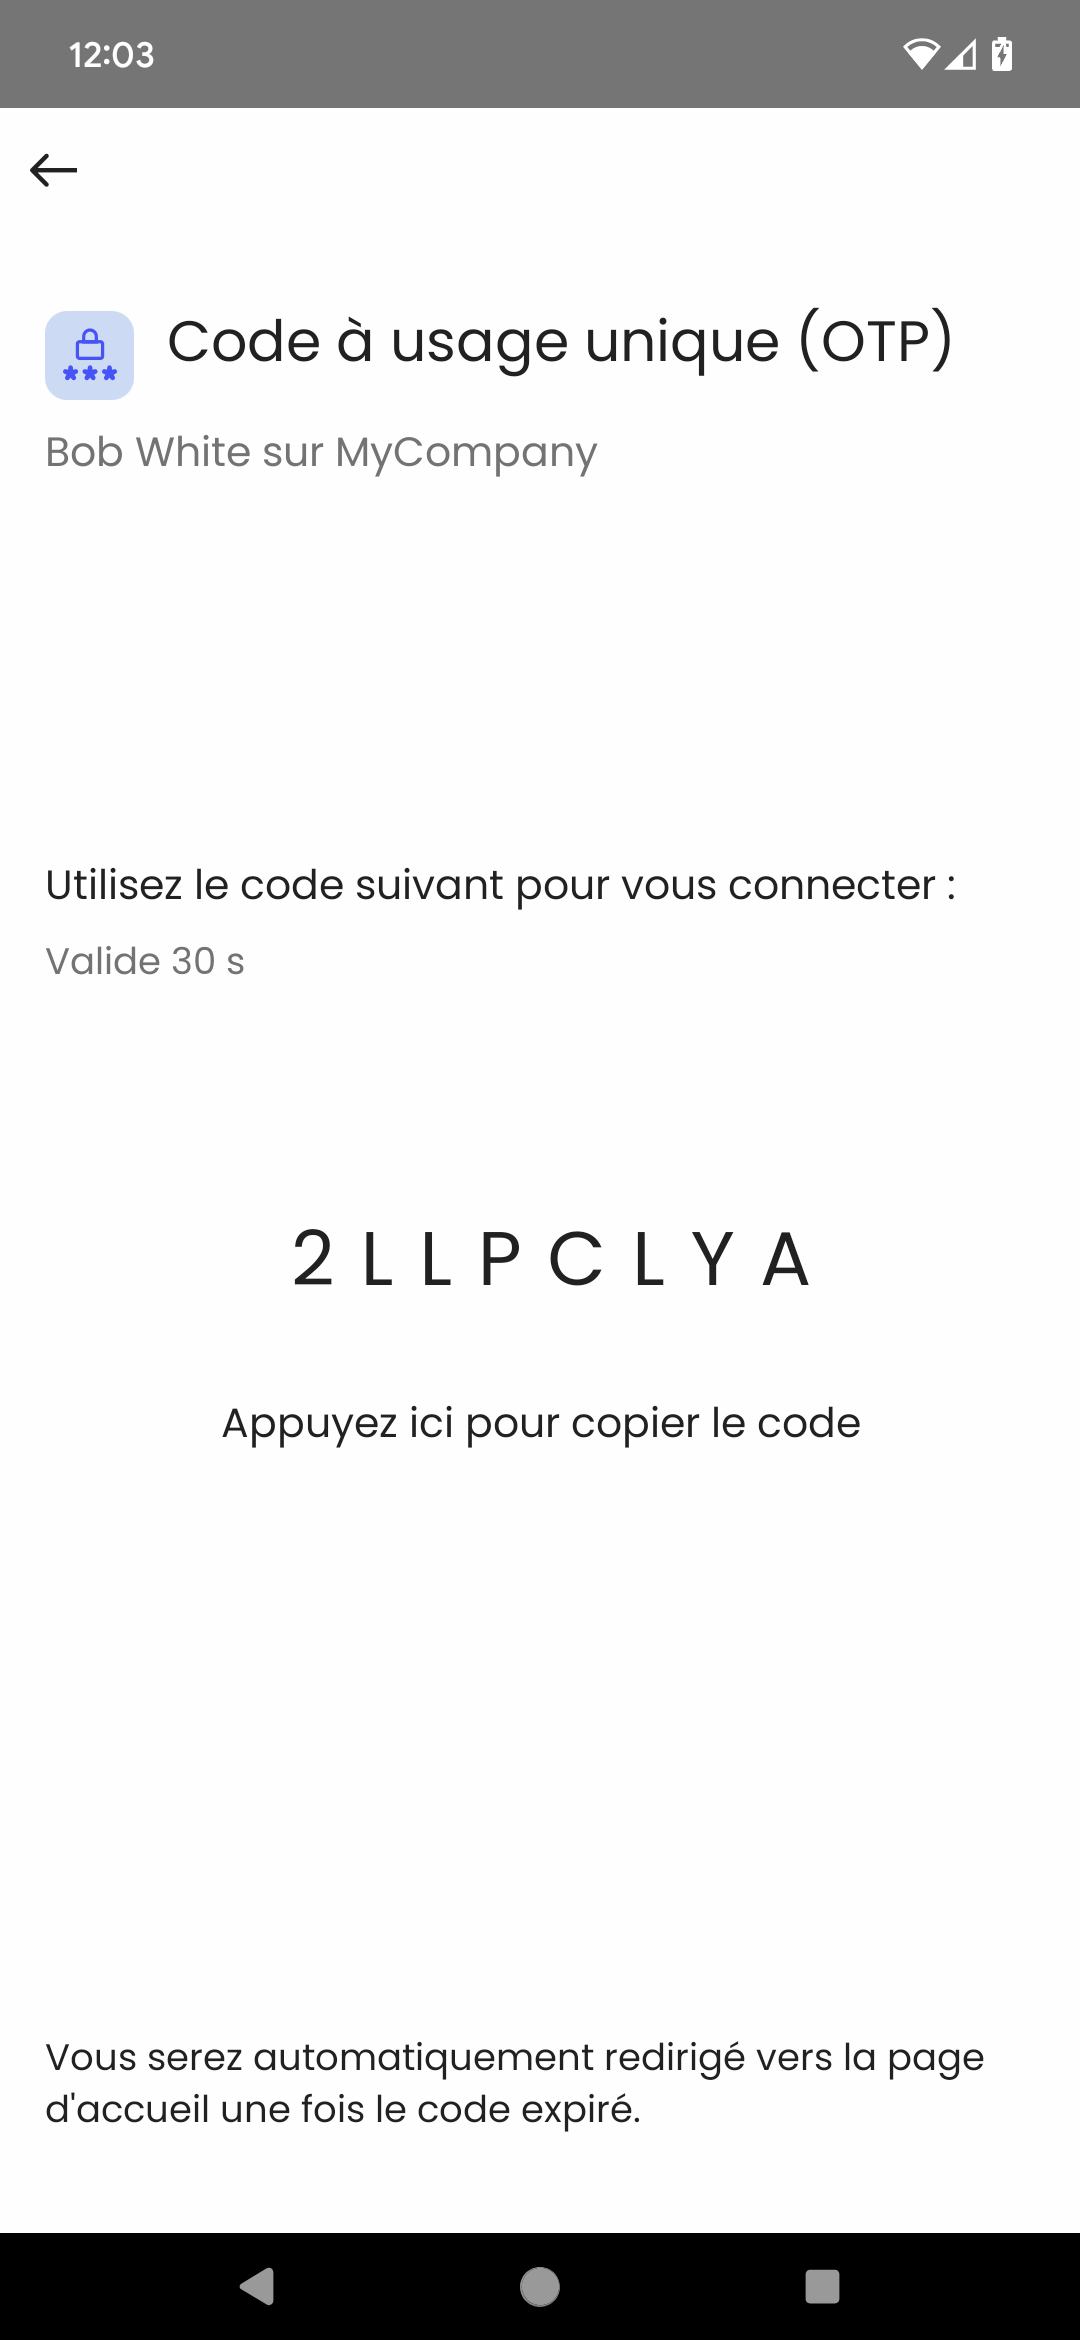 12:03
Code à usage unique (OTP)
***
Bob White sur MyCompany
Utilisez le code suivant pour vous connecter :
Valide 30 s
2LLPCLYA
Appuyez ici pour copier le code
Vous serez automatiquement redirigé vers la page
d'accueil une fois le code expiré.